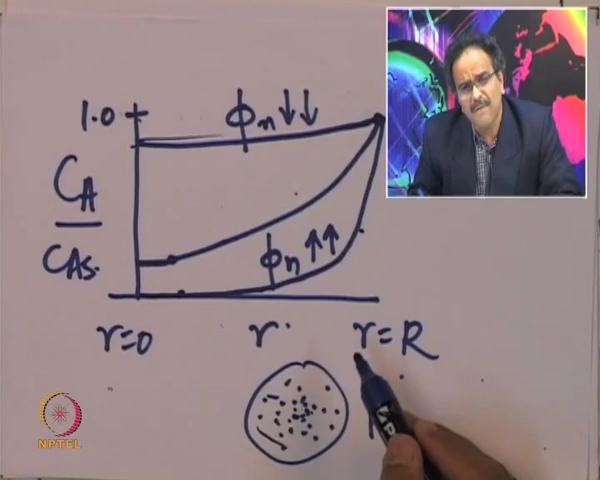 1.0
ϕn↓↓
CA
CAs.
ϕn↑↑
r=0
r
r=R
NPTEL